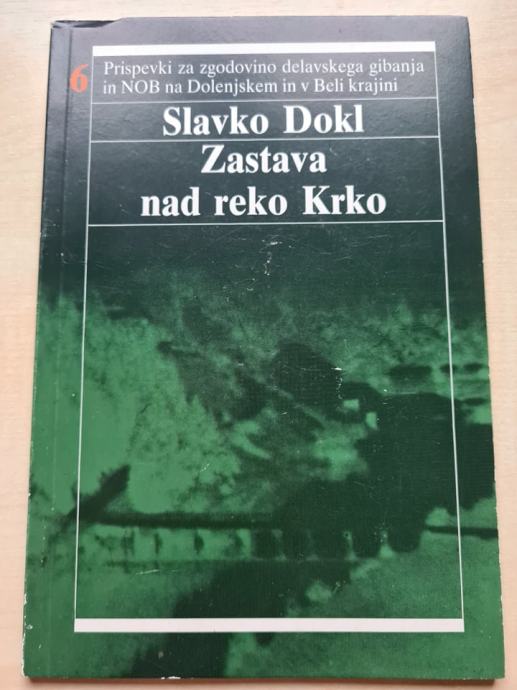 6 Prispevki za zgodovino delavskega gibanja
in NOB na Dolenjskem in v Beli krajini
Slavko Dokl
Zastava
nad reko Krko